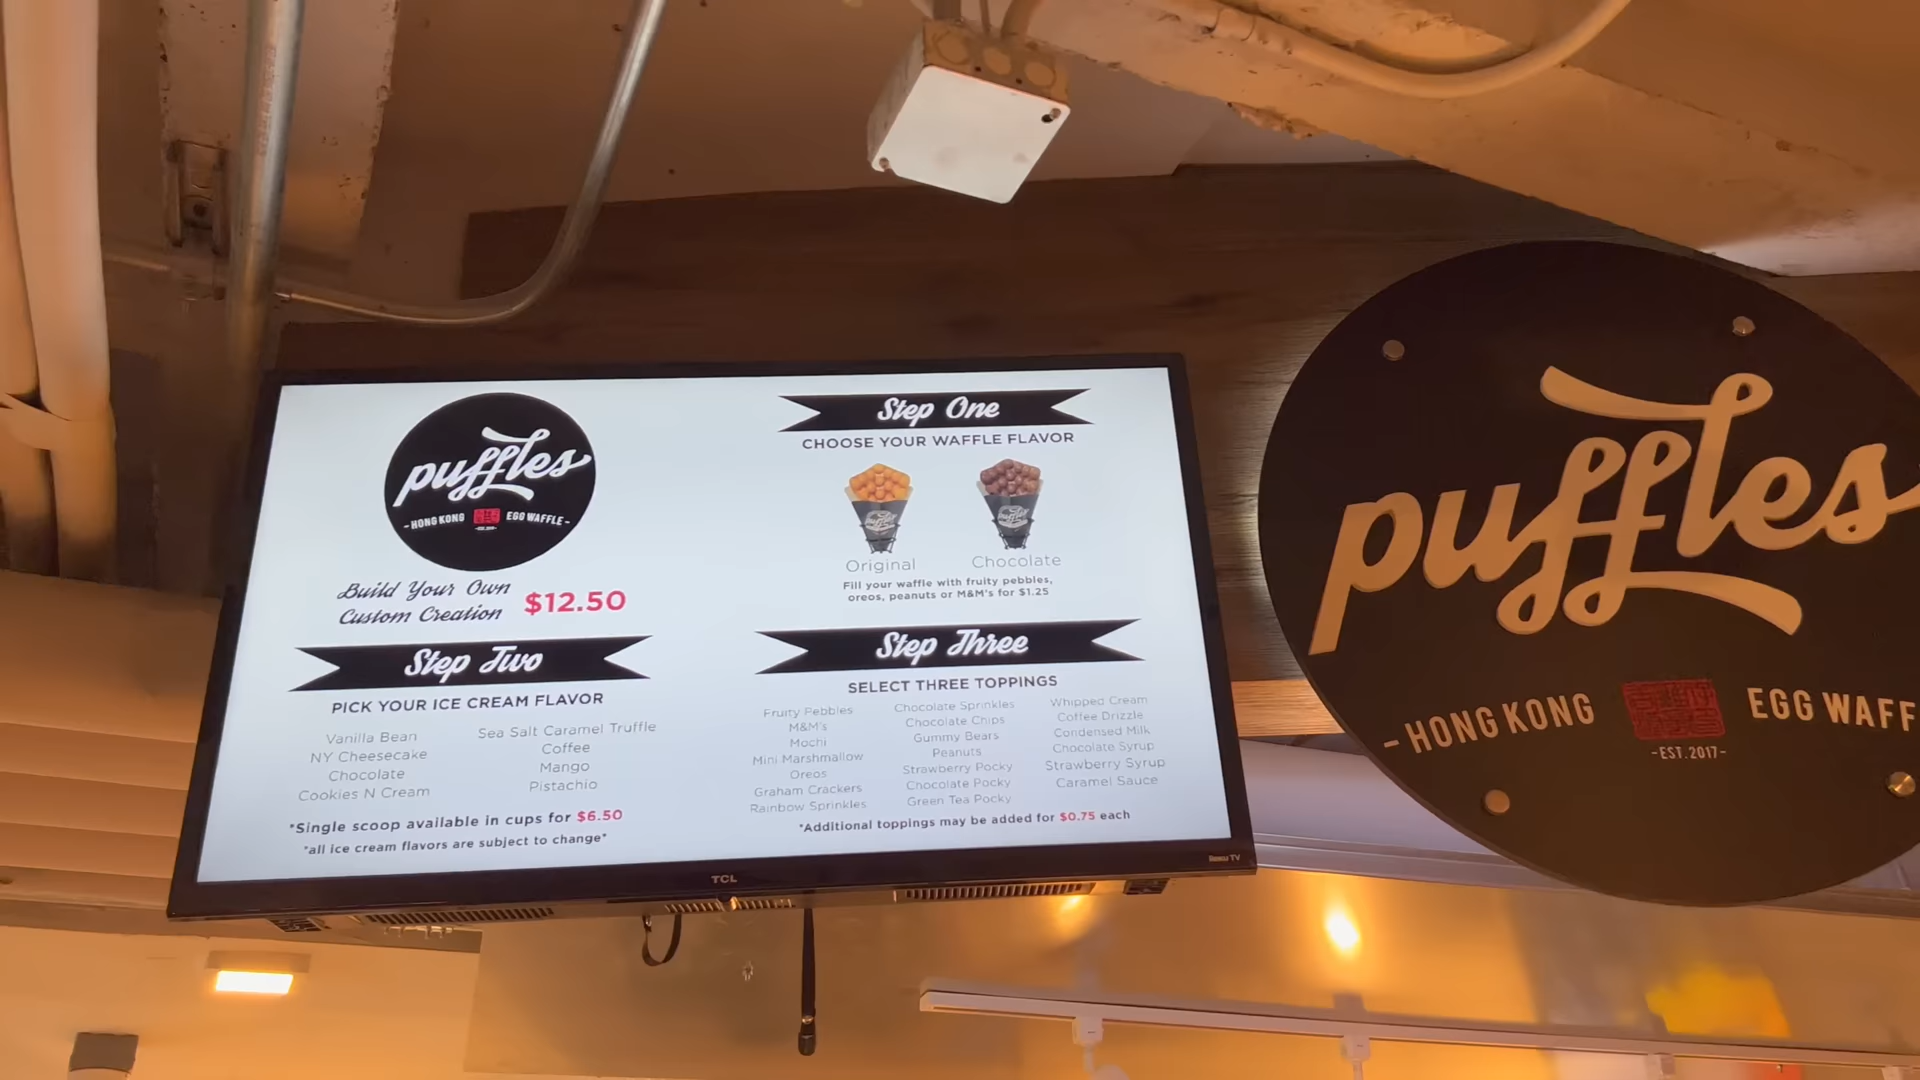 puffles
- HONG KONG EGG WAFFLE -
Build Your Own
Custom Creation $12.50
Step One
CHOOSE YOUR WAFFLE FLAVOR
Original
Chocolate
Fill your waffle with fruity pebbles,
oreos, peanuts or M&M's for $1.25
Step Two
PICK YOUR ICE CREAM FLAVOR
Vanilla Bean
NY Cheesecake
Chocolate
Cookies N Cream
Sea Salt Caramel Truffle
Coffee
Mango
Pistachio
*Single scoop available in cups for $6.50
*all ice cream flavors are subject to change*
Step Three
SELECT THREE TOPPINGS
Fruity Pebbles
M&M's
Mochi
Mini Marshmallow
Oreos
Graham Crackers
Rainbow Sprinkles
Chocolate Sprinkles
Chocolate Chips
Gummy Bears
Peanuts
Strawberry Pocky
Chocolate Pocky
Green Tea Pocky
Whipped Cream
Coffee Drizzle
Condensed Milk
Chocolate Syrup
Strawberry Syrup
Caramel Sauce
*Additional toppings may be added for $0.75 each
TCL
Roku TV
puffles
- HONG KONG EGG WAFF
-EST.2017-